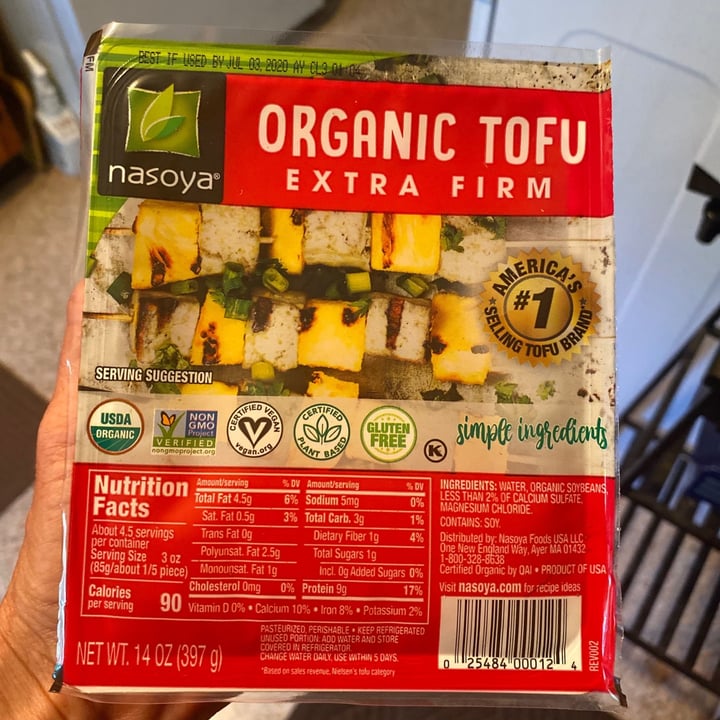 BEST IF USED BY JUL 03, 2020 AY CL3 01
FM
nasoya®
ORGANIC TOFU
EXTRA FIRM
AMERICA'S
#1
SELLING TOFU BRAND*
SERVING SUGGESTION
USDA
ORGANIC
NON
GMO
Project
VERIFIED
nongmoproject.org
CERTIFIED VEGAN
vegan.org
CERTIFIED
PLANT BASED
GLUTEN
FREE
K
simple ingredients
Nutrition
Facts
About 4.5 servings
per container
Serving Size 3 oz
(85g/about 1/5 piece)
Calories
per serving 90
Amount/serving % DV
Total Fat 4.5g 6%
Sat. Fat 0.5g 3%
Trans Fat 0g
Polyunsat. Fat 2.5g
Monounsat. Fat 1g
Cholesterol 0mg 0%
Amount/serving % DV
Sodium 5mg 0%
Total Carb. 3g 1%
Dietary Fiber 1g 4%
Total Sugars 1g
Incl. 0g Added Sugars 0%
Protein 9g 17%
Vitamin D 0% • Calcium 10% • Iron 8% • Potassium 2%
INGREDIENTS: WATER, ORGANIC SOYBEANS,
LESS THAN 2% OF CALCIUM SULFATE,
MAGNESIUM CHLORIDE.
CONTAINS: SOY.
Distributed by: Nasoya Foods USA LLC
One New England Way, Ayer MA 01432
1-800-328-8638
Certified Organic by QAI • PRODUCT OF USA
Visit nasoya.com for recipe ideas
NET WT. 14 OZ (397 g)
PASTEURIZED, PERISHABLE • KEEP REFRIGERATED
UNUSED PORTION: ADD WATER AND STORE
COVERED IN REFRIGERATOR
CHANGE WATER DAILY, USE WITHIN 5 DAYS.
*Based on sales revenue, Nielsen's tofu category
0 25484 00012 4
REV002